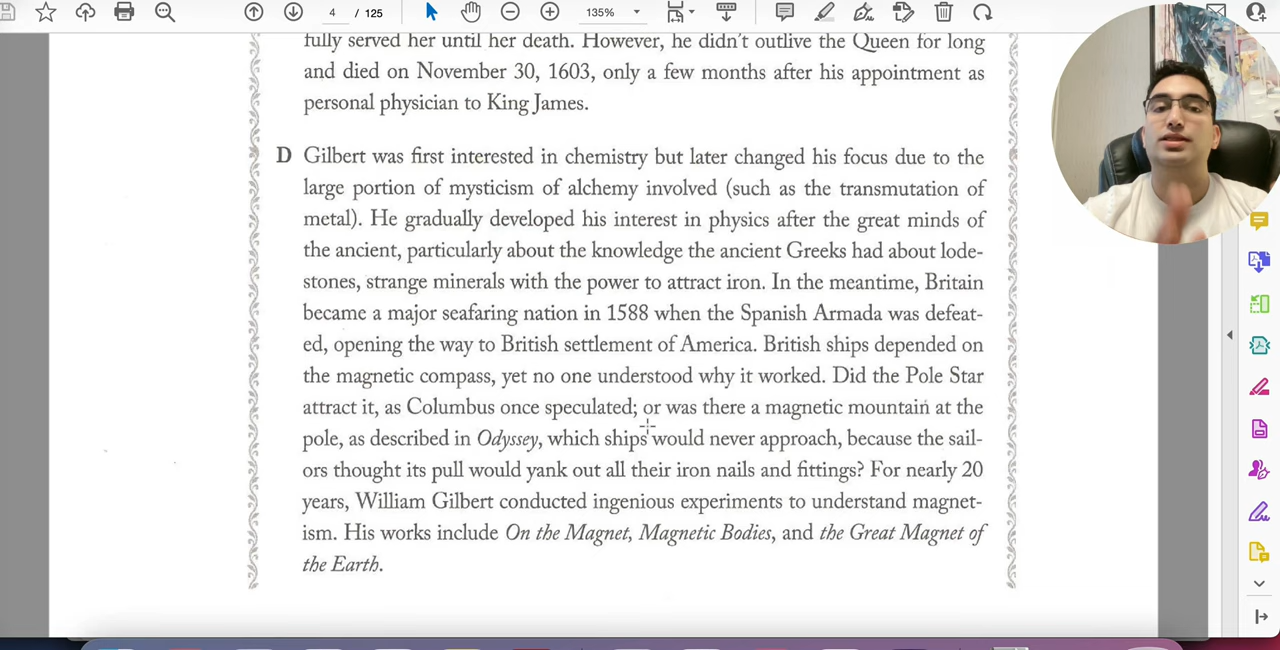 4 / 125
135%
fully served her until her death. However, he didn't outlive the Queen for long
and died on November 30, 1603, only a few months after his appointment as
personal physician to King James.
D Gilbert was first interested in chemistry but later changed his focus due to the
large portion of mysticism of alchemy involved (such as the transmutation of
metal). He gradually developed his interest in physics after the great minds of
the ancient, particularly about the knowledge the ancient Greeks had about lode-
stones, strange minerals with the power to attract iron. In the meantime, Britain
became a major seafaring nation in 1588 when the Spanish Armada was defeat-
ed, opening the way to British settlement of America. British ships depended on
the magnetic compass, yet no one understood why it worked. Did the Pole Star
attract it, as Columbus once speculated; or was there a magnetic mountain at the
pole, as described in Odyssey, which ships would never approach, because the sail-
ors thought its pull would yank out all their iron nails and fittings? For nearly 20
years, William Gilbert conducted ingenious experiments to understand magnet-
ism. His works include On the Magnet, Magnetic Bodies, and the Great Magnet of
the Earth.